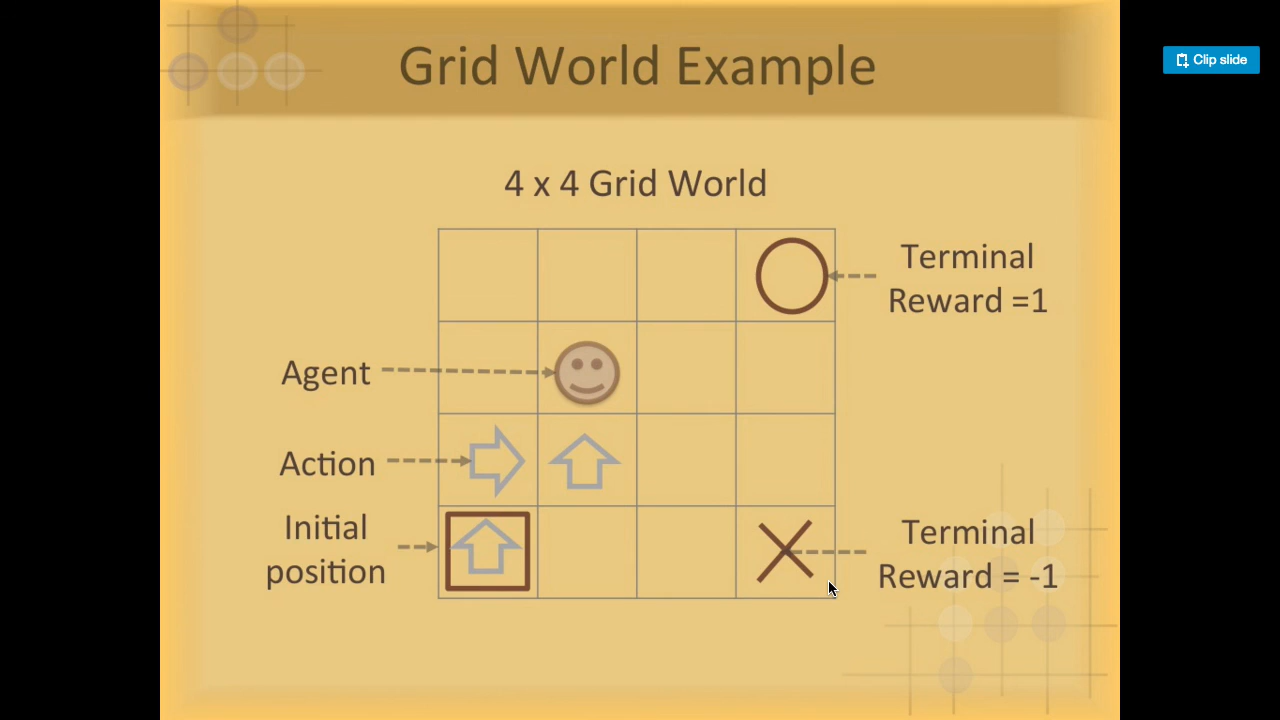 Grid World Example
Clip slide
4 x 4 Grid World
Terminal
Reward =1
Agent
Action
Initial
position
Terminal
Reward = -1